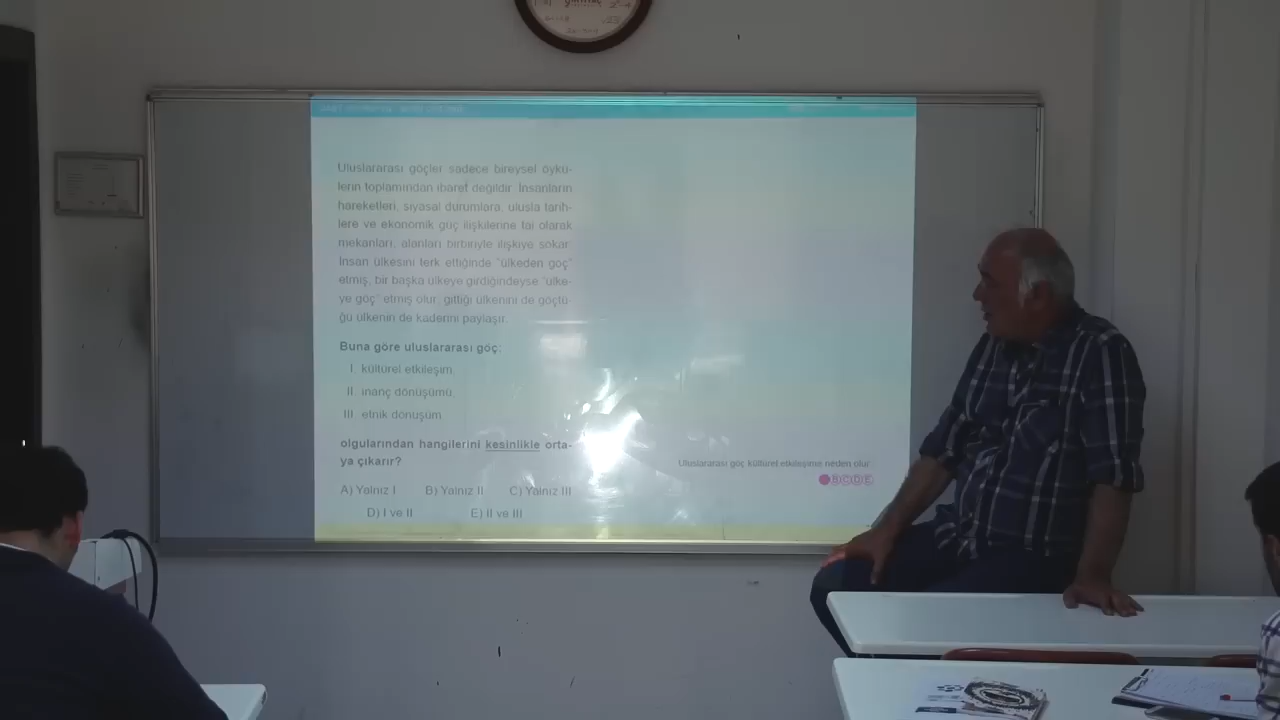 Uluslararası göçler sadece bireysel öykü-
lerin toplamından ibaret değildir. İnsanların
hareketleri, siyasal durumlara, ulusla tarih-
lere ve ekonomik güç ilişkilerine tai olarak
mekanları, alanları birbiriyle ilişkiye sokar.
İnsan ülkesini terk ettiğinde "ülkeden göç"
etmiş, bir başka ülkeye girdiğindeyse "ülke-
ye göç" etmiş olur, gittiği ülkenini de göçtü-
ğü ülkenin de kaderini paylaşır.
Buna göre uluslararası göç;
I. kültürel etkileşim,
II. inanç dönüşümü,
III. etnik dönüşüm
olgularından hangilerini kesinlikle orta-
ya çıkarır?
A) Yalnız I B) Yalnız II C) Yalnız III
D) I ve II E) II ve III
Uluslararası göç kültürel etkileşime neden olur.
B C D E